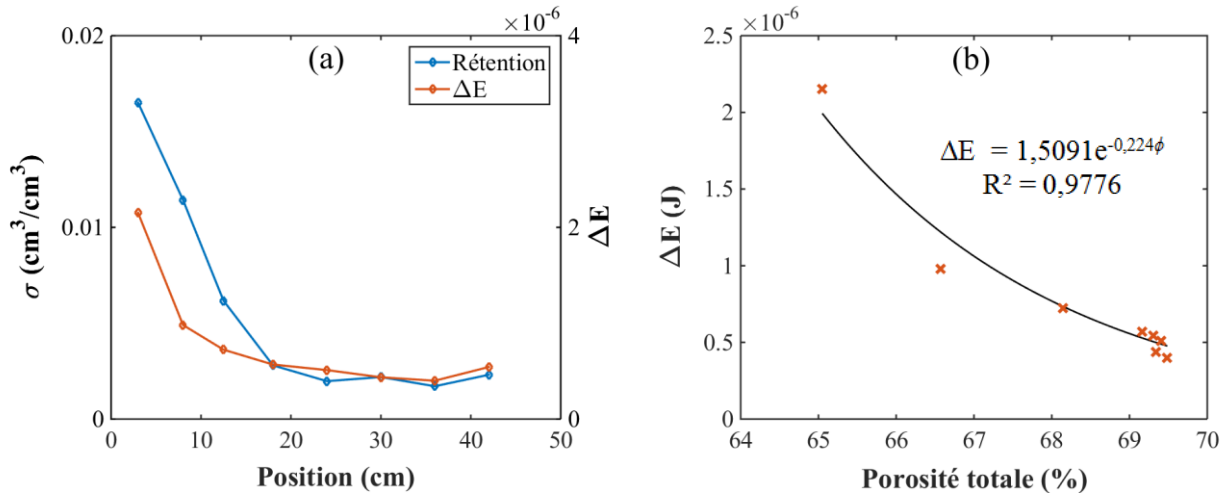 (a)
Rétention
ΔE
0.02
0.01
0
σ (cm³/cm³)
×10⁻⁶
4
2
0
ΔE
0 10 20 30 40 50
Position (cm)
(b)
×10⁻⁶
2.5
2
1.5
1
0.5
0
ΔE (J)
ΔE = 1,5091e^-0,224ϕ
R² = 0,9776
64 65 66 67 68 69 70
Porosité totale (%)